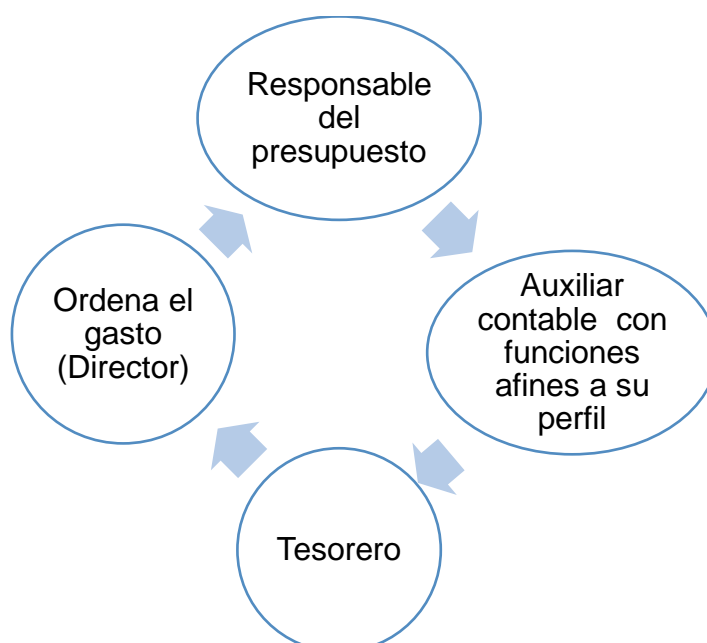 Responsable
del
presupuesto
Auxiliar
contable con
funciones
afines a su
perfil
Tesorero
Ordena el
gasto
(Director)